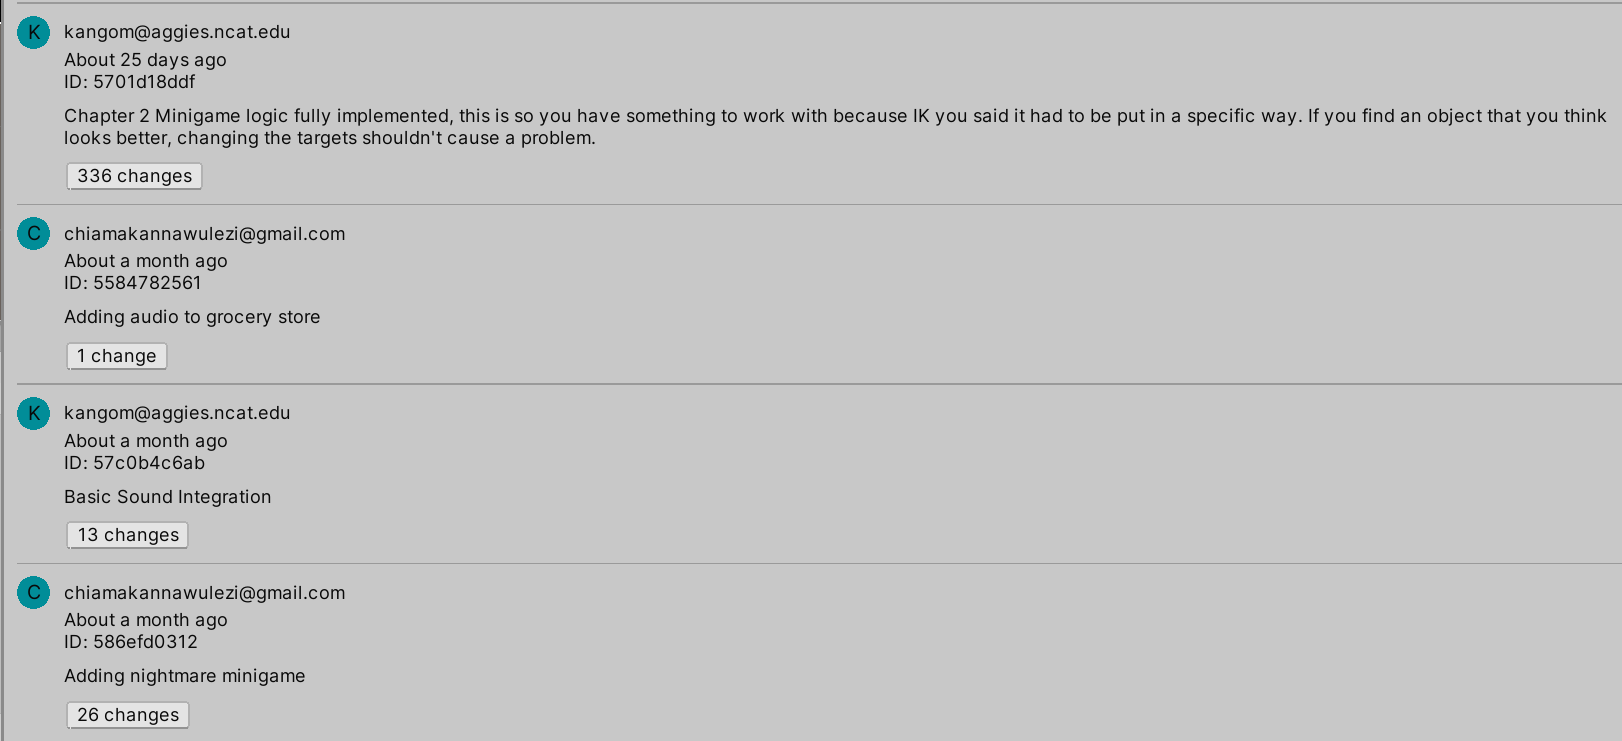 K kangom@aggies.ncat.edu
About 25 days ago
ID: 5701d18ddf
Chapter 2 Minigame logic fully implemented, this is so you have something to work with because IK you said it had to be put in a specific way. If you find an object that you think
looks better, changing the targets shouldn't cause a problem.
336 changes
C chiamakannawulezi@gmail.com
About a month ago
ID: 5584782561
Adding audio to grocery store
1 change
K kangom@aggies.ncat.edu
About a month ago
ID: 57c0b4c6ab
Basic Sound Integration
13 changes
C chiamakannawulezi@gmail.com
About a month ago
ID: 586efd0312
Adding nightmare minigame
26 changes